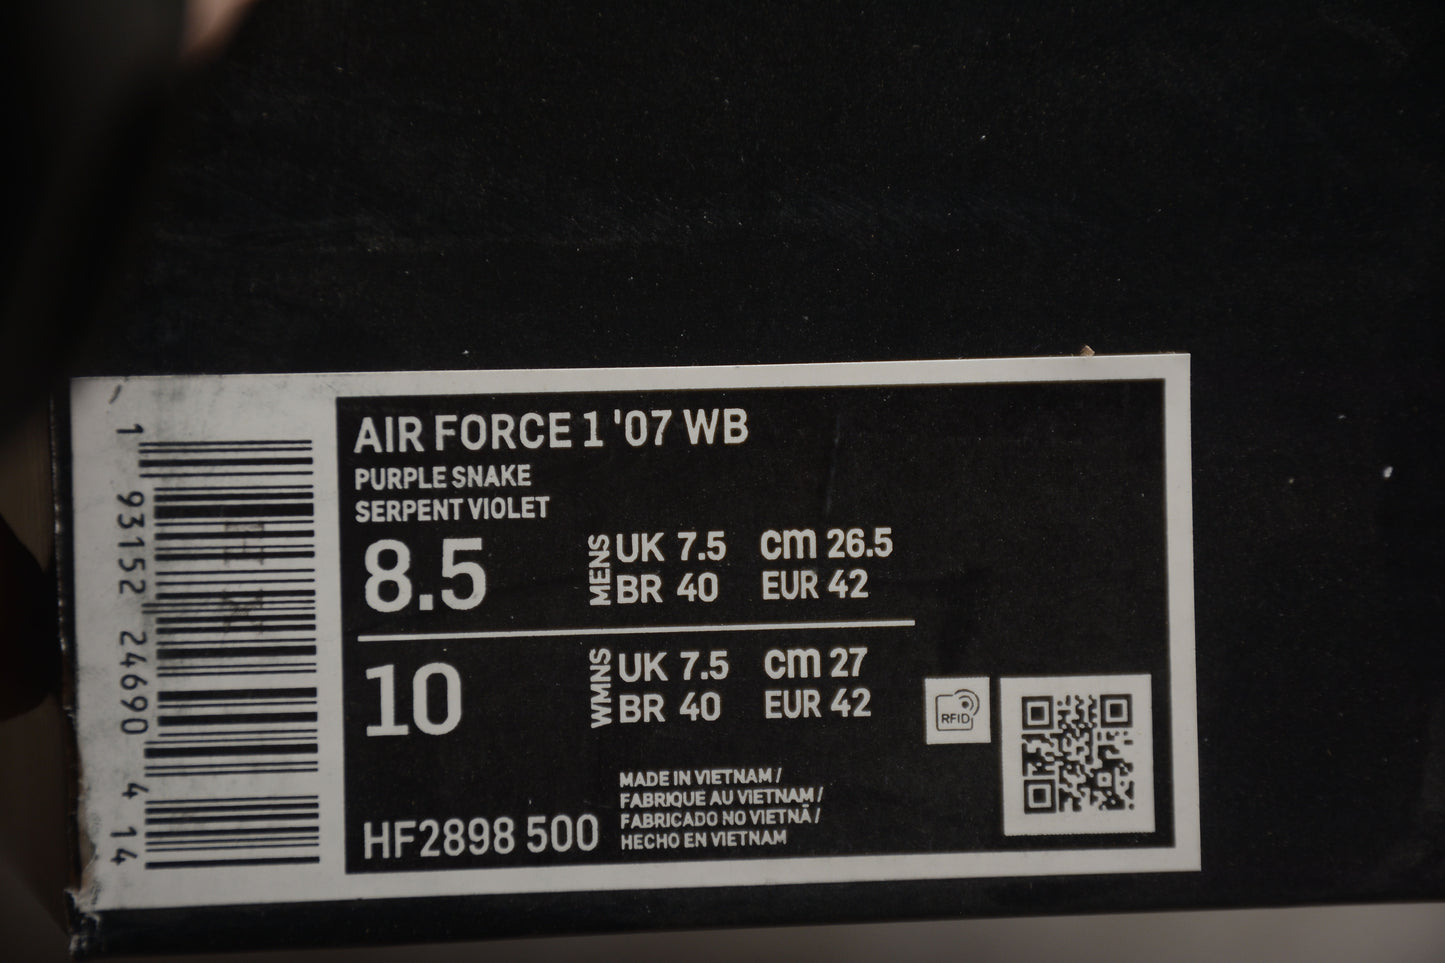 1 93152 24690 4 14
AIR FORCE 1 '07 WB
PURPLE SNAKE
SERPENT VIOLET
8.5 MENS UK 7.5 cm 26.5
BR 40 EUR 42
10 WMNS UK 7.5 cm 27
BR 40 EUR 42
RFID
MADE IN VIETNAM /
FABRIQUE AU VIETNAM /
FABRICADO NO VIETNÃ /
HECHO EN VIETNAM
HF2898 500